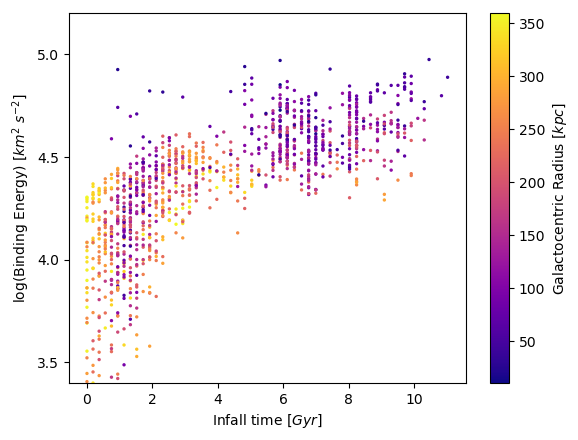 5.0
4.5
4.0
3.5
log(Binding Energy) [km² s⁻²]
0 2 4 6 8 10
Infall time [Gyr]
350
300
250
200
150
100
50
Galactocentric Radius [kpc]